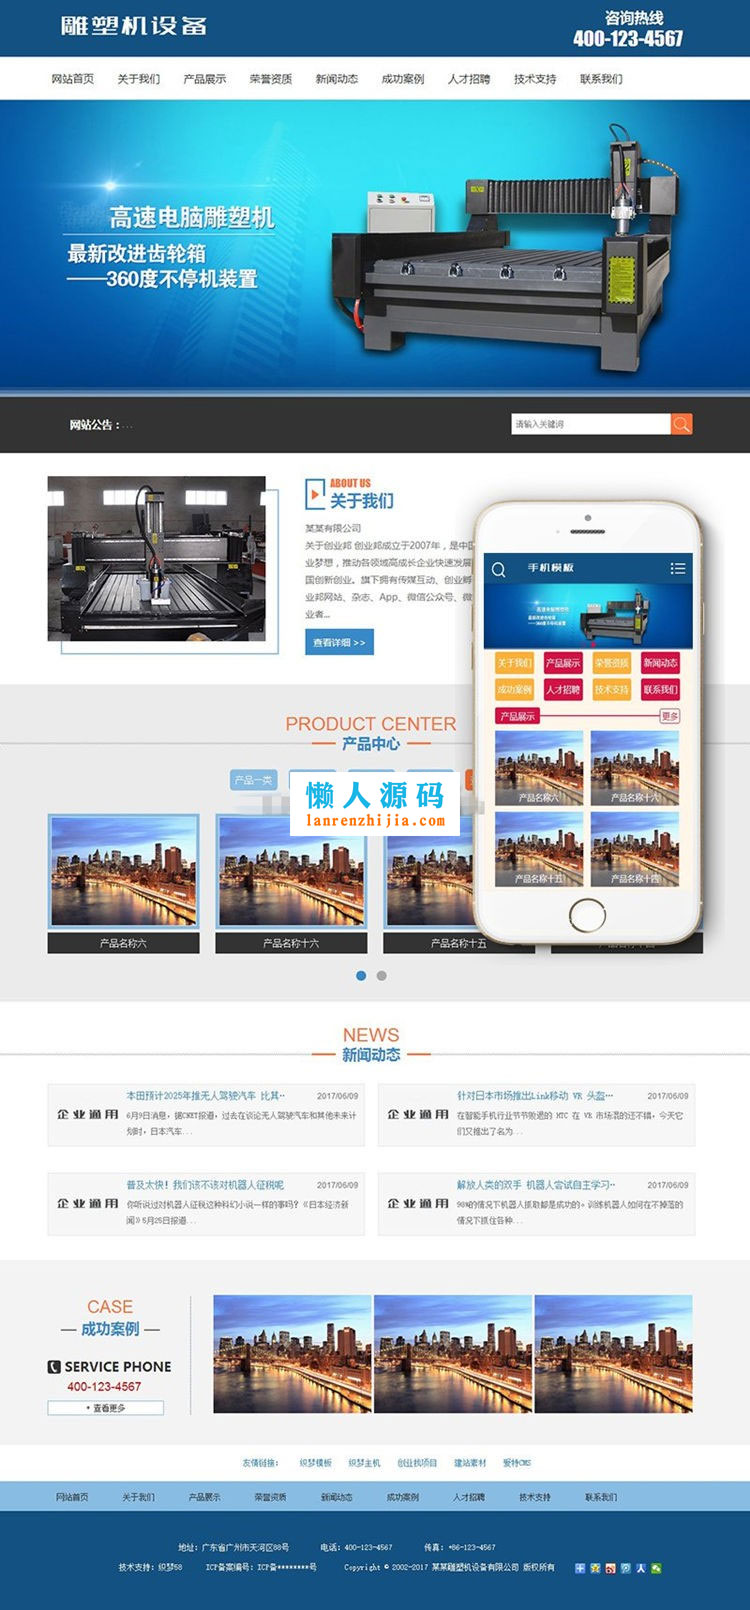 雕塑机设备
咨询热线
400-123-4567
网站首页 关于我们 产品展示 荣誉资质 新闻动态 成功案例 人才招聘 技术支持 联系我们
高速电脑雕塑机
最新改进齿轮箱
——360度不停机装置
网站公告：...
请输入关键词
ABOUT US
关于我们
某某有限公司
关于创业邦 创业邦成立于2007年，是中国
业梦想，推动各领域高成长企业快速发展
国创新创业。旗下拥有传媒互动、创业孵
业邦网站、杂志、App、微信公众号、微
业者...
查看详细 >>
手机模板
高速电脑雕塑机
最新改进齿轮箱
——360度不停机装置
关于我们 产品展示 荣誉资质 新闻动态
成功案例 人才招聘 技术支持 联系我们
产品展示 更多
产品名称六 产品名称十六
产品名称十五 产品名称十四
PRODUCT CENTER
产品中心
产品一类
懒人源码
lanrenzhijia.com
产品名称六 产品名称十六 产品名称十五
NEWS
新闻动态
本田预计2025年推无人驾驶汽车 比其… 2017/06/09
企业通用
6月9日消息，据CNET报道，过去在谈论无人驾驶汽车和其他未来计
划时，日本汽车...
针对日本市场推出Link移动 VR 头盔… 2017/06/09
企业通用
在智能手机行业节节败退的 HTC 在 VR 市场混的还不错，今天它
们又推出了名为...
普及太快！我们该不该对机器人征税呢 2017/06/09
企业通用
你听说过对机器人征税这种科幻小说一样的事吗？《日本经济新
闻》5月25日报道...
解放人类的双手 机器人尝试自主学习… 2017/06/09
企业通用
98%的情况下机器人抓取都是成功的。训练机器人如何在不掉落的
情况下抓住各种...
CASE
成功案例
SERVICE PHONE
400-123-4567
+ 查看更多
友情链接： 织梦模板 织梦主机 创业找项目 建站素材 爱特CMS
网站首页 关于我们 产品展示 荣誉资质 新闻动态 成功案例 人才招聘 技术支持 联系我们
地址：广东省广州市天河区88号 电话：400-123-4567 传真：+86-123-4567
技术支持：织梦58 ICP备案编号：ICP备********号 Copyright © 2002-2017 某某雕塑机设备有限公司 版权所有